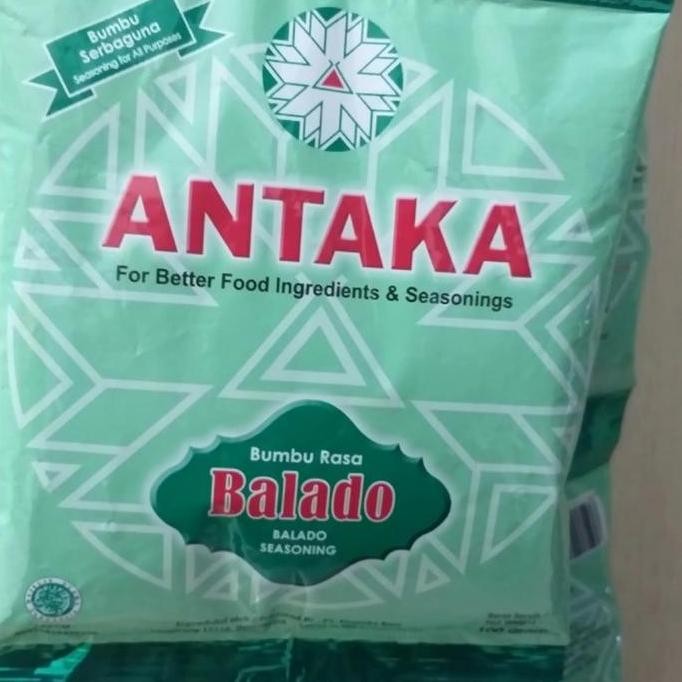 Bumbu
Serbaguna
Seasoning for All Purposes
ANTAKA
For Better Food Ingredients & Seasonings
Bumbu Rasa
Balado
BALADO
SEASONING